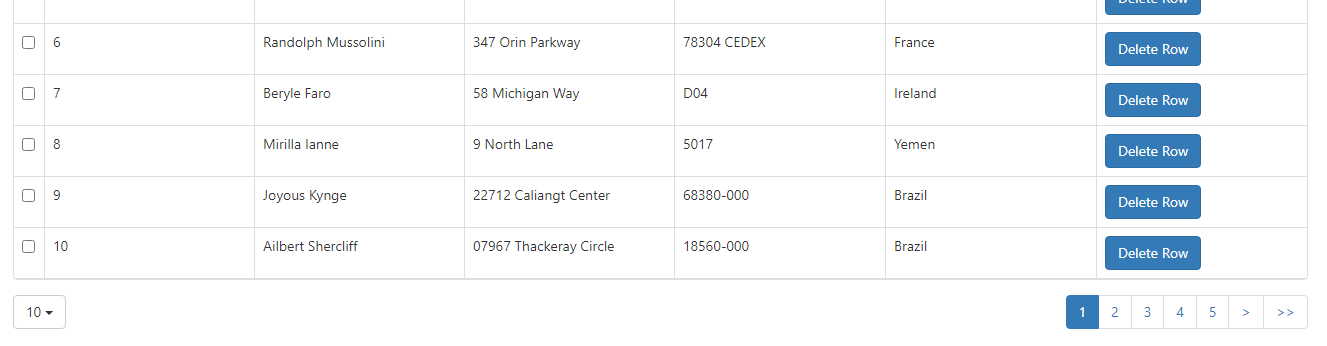 Delete Row
6 Randolph Mussolini 347 Orin Parkway 78304 CEDEX France Delete Row
7 Beryle Faro 58 Michigan Way D04 Ireland Delete Row
8 Mirilla Ianne 9 North Lane 5017 Yemen Delete Row
9 Joyous Kynge 22712 Caliangt Center 68380-000 Brazil Delete Row
10 Ailbert Shercliff 07967 Thackeray Circle 18560-000 Brazil Delete Row
10 1 2 3 4 5 > >>